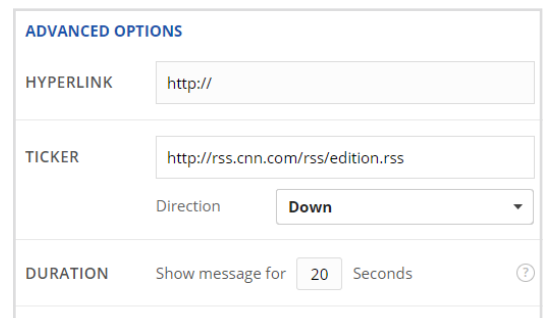 ADVANCED OPTIONS
HYPERLINK http://
TICKER http://rss.cnn.com/rss/edition.rss
Direction Down
DURATION Show message for 20 Seconds ?